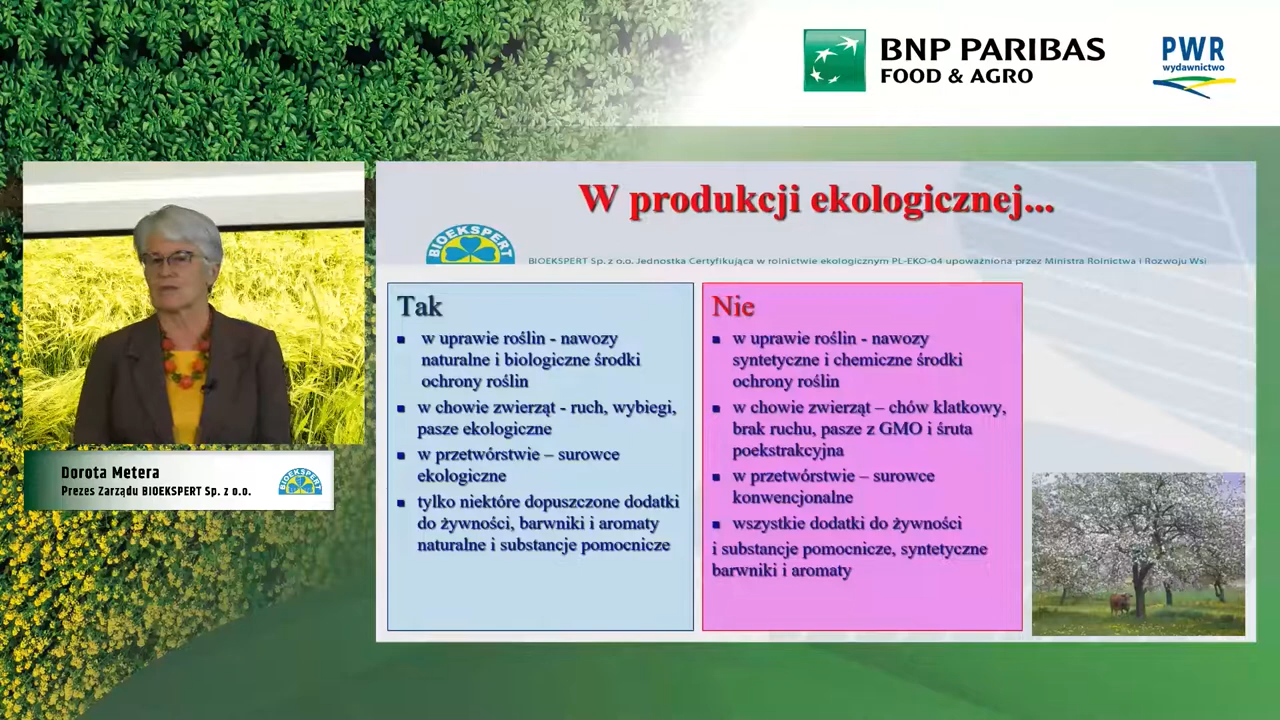 BNP PARIBAS
FOOD & AGRO
PWR
wydawnictwo
W produkcji ekologicznej...
BIOEKSPERT
BIOEKSPERT Sp. z o.o. Jednostka Certyfikująca w rolnictwie ekologicznym PL-EKO-04 upoważniona przez Ministra Rolnictwa i Rozwoju Wsi
Tak
w uprawie roślin - nawozy
naturalne i biologiczne środki
ochrony roślin
w chowie zwierząt - ruch, wybiegi,
pasze ekologiczne
w przetwórstwie – surowce
ekologiczne
tylko niektóre dopuszczone dodatki
do żywności, barwniki i aromaty
naturalne i substancje pomocnicze
Nie
w uprawie roślin - nawozy
syntetyczne i chemiczne środki
ochrony roślin
w chowie zwierząt – chów klatkowy,
brak ruchu, pasze z GMO i śruta
poekstrakcyjna
w przetwórstwie – surowce
konwencjonalne
wszystkie dodatki do żywności
i substancje pomocnicze, syntetyczne
barwniki i aromaty
Dorota Metera
Prezes Zarządu BIOEKSPERT Sp. z o.o.
BIOEKSPERT